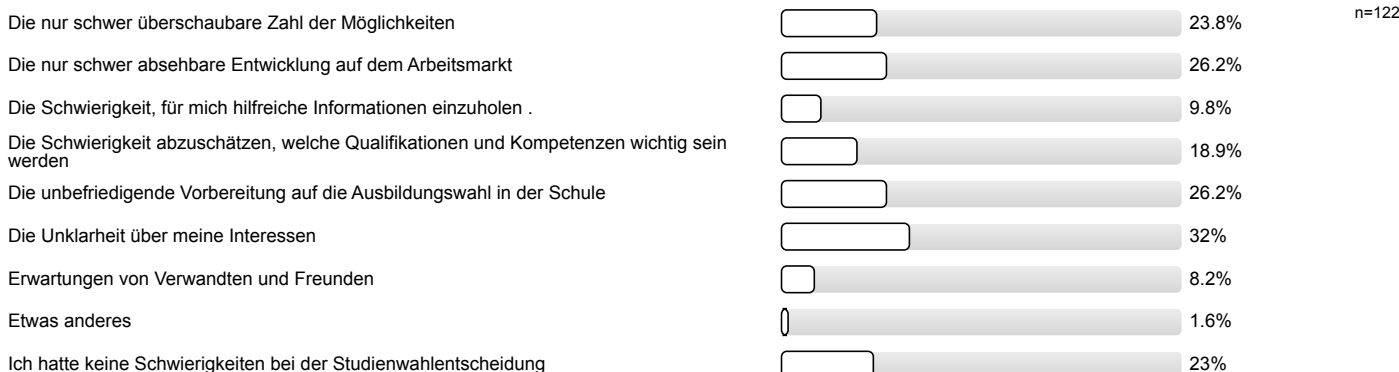 Die nur schwer überschaubare Zahl der Möglichkeiten 23.8% n=122
Die nur schwer absehbare Entwicklung auf dem Arbeitsmarkt 26.2%
Die Schwierigkeit, für mich hilfreiche Informationen einzuholen . 9.8%
Die Schwierigkeit abzuschätzen, welche Qualifikationen und Kompetenzen wichtig sein
werden 18.9%
Die unbefriedigende Vorbereitung auf die Ausbildungswahl in der Schule 26.2%
Die Unklarheit über meine Interessen 32%
Erwartungen von Verwandten und Freunden 8.2%
Etwas anderes 1.6%
Ich hatte keine Schwierigkeiten bei der Studienwahlentscheidung 23%